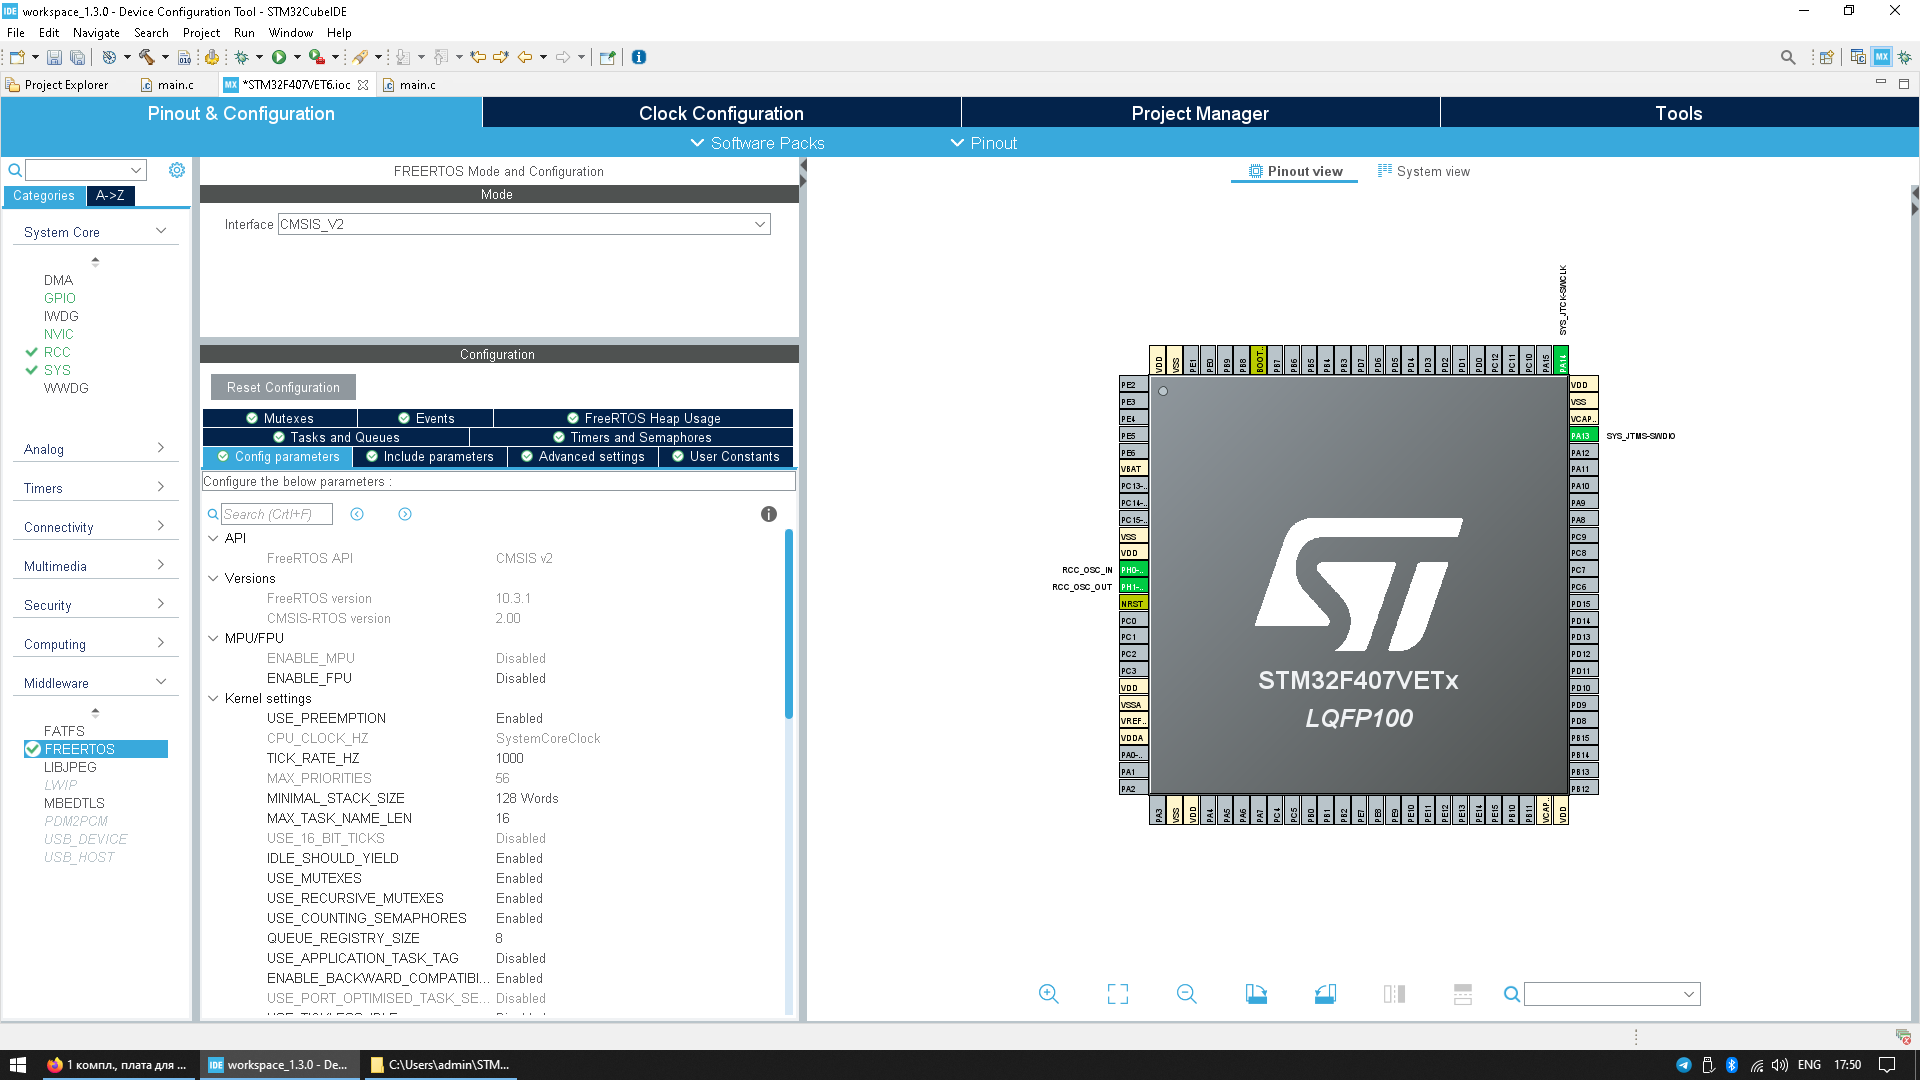 workspace_1.3.0 - Device Configuration Tool - STM32CubeIDE
File Edit Navigate Search Project Run Window Help
Project Explorer
main.c
*STM32F407VET6.ioc
main.c
Pinout & Configuration
Clock Configuration
Project Manager
Tools
Software Packs
Pinout
Categories
A->Z
System Core
DMA
GPIO
IWDG
NVIC
RCC
SYS
WWDG
Analog
Timers
Connectivity
Multimedia
Security
Computing
Middleware
FATFS
FREERTOS
LIBJPEG
LWIP
MBEDTLS
PDM2PCM
USB_DEVICE
USB_HOST
FREERTOS Mode and Configuration
Mode
Interface CMSIS_V2
Configuration
Reset Configuration
Mutexes
Events
FreeRTOS Heap Usage
Tasks and Queues
Timers and Semaphores
Config parameters
Include parameters
Advanced settings
User Constants
Configure the below parameters :
Search (CrtI+F)
API
FreeRTOS API CMSIS v2
Versions
FreeRTOS version 10.3.1
CMSIS-RTOS version 2.00
MPU/FPU
ENABLE_MPU Disabled
ENABLE_FPU Disabled
Kernel settings
USE_PREEMPTION Enabled
CPU_CLOCK_HZ SystemCoreClock
TICK_RATE_HZ 1000
MAX_PRIORITIES 56
MINIMAL_STACK_SIZE 128 Words
MAX_TASK_NAME_LEN 16
USE_16_BIT_TICKS Disabled
IDLE_SHOULD_YIELD Enabled
USE_MUTEXES Enabled
USE_RECURSIVE_MUTEXES Enabled
USE_COUNTING_SEMAPHORES Enabled
QUEUE_REGISTRY_SIZE 8
USE_APPLICATION_TASK_TAG Disabled
ENABLE_BACKWARD_COMPATIBI... Enabled
USE_PORT_OPTIMISED_TASK_SE... Disabled
Pinout view
System view
SYS_JTCK-SWCLK
VDD VSS PE1 PE0 PB9 PB8 BOOT.. PB7 PB6 PB5 PB4 PB3 PD7 PD6 PD5 PD4 PD3 PD2 PD1 PD0 PC12 PC11 PC10 PA15 PA14
PE2
PE3
PE4
PE5
PE6
VBAT
PC13-..
PC14-..
PC15-..
VSS
VDD
RCC_OSC_IN PH0-..
RCC_OSC_OUT PH1-..
NRST
PC0
PC1
PC2
PC3
VDD
VSSA
VREF..
VDDA
PA0-..
PA1
PA2
STM32F407VETx
LQFP100
VDD
VSS
VCAP..
PA13 SYS_JTMS-SWDIO
PA12
PA11
PA10
PA9
PA8
PC9
PC8
PC7
PC6
PD15
PD14
PD13
PD12
PD11
PD10
PD9
PD8
PB15
PB14
PB13
PB12
PA3 VSS VDD PA4 PA5 PA6 PA7 PC4 PC5 PB0 PB1 PB2 PE7 PE8 PE9 PE10 PE11 PE12 PE13 PE14 PE15 PB10 PB11 VCAP.. VDD
1 компл., плата для ...
workspace_1.3.0 - De...
C:\Users\admin\STM...
ENG
17:50